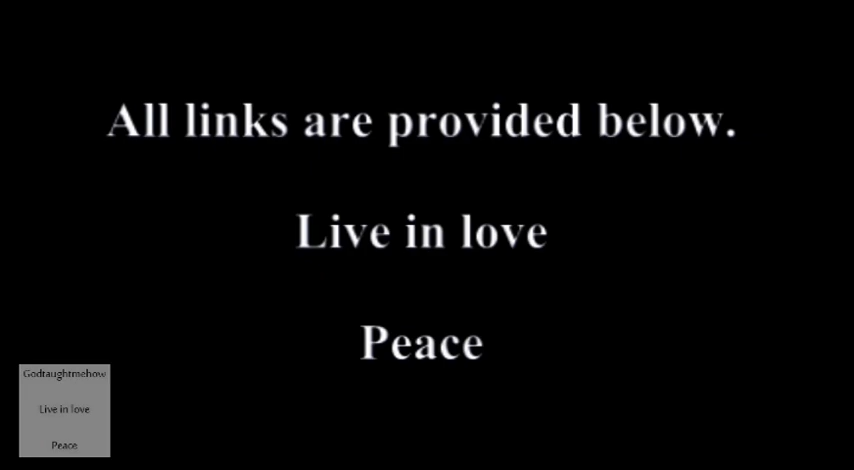 All links are provided below.
Live in love
Peace
Godtaughtmehow
Live in love
Peace